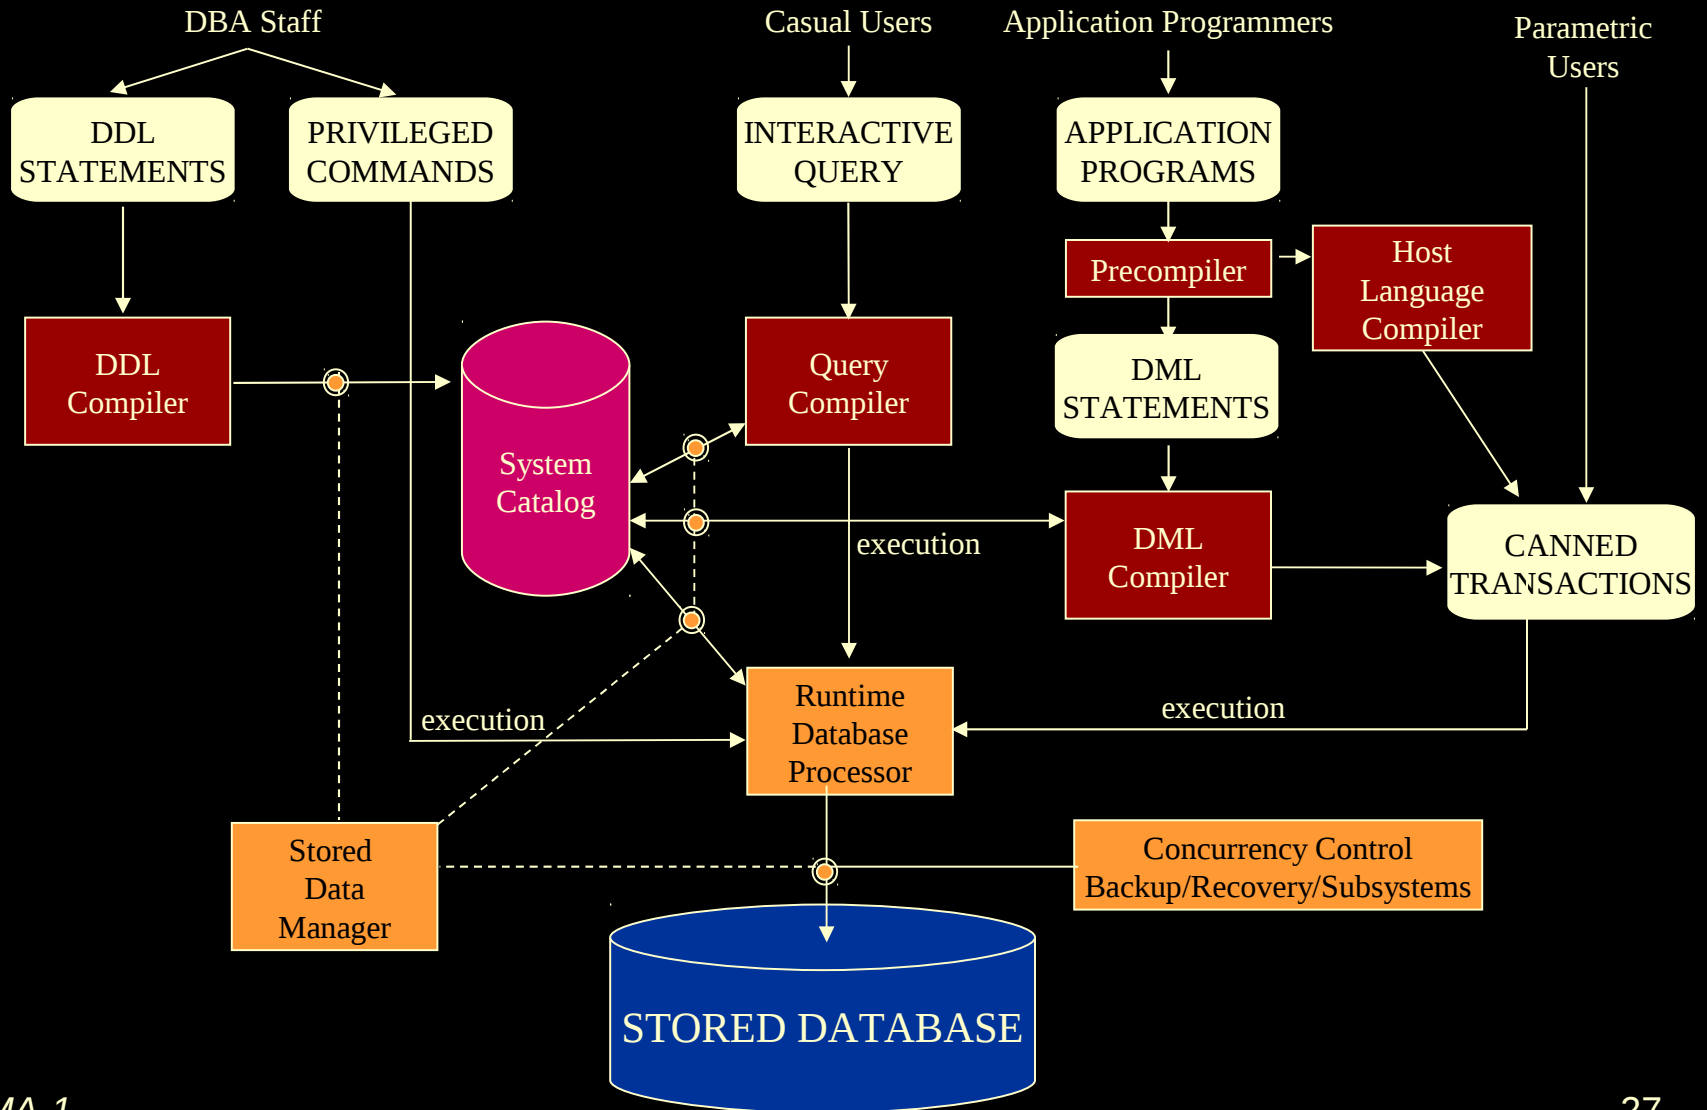 DBA Staff
Casual Users
Application Programmers
Parametric
Users
DDL
STATEMENTS
PRIVILEGED
COMMANDS
INTERACTIVE
QUERY
APPLICATION
PROGRAMS
Precompiler
Host
Language
Compiler
DDL
Compiler
System
Catalog
Query
Compiler
DML
STATEMENTS
execution
DML
Compiler
CANNED
TRANSACTIONS
execution
Runtime
Database
Processor
execution
Stored
Data
Manager
Concurrency Control
Backup/Recovery/Subsystems
STORED DATABASE